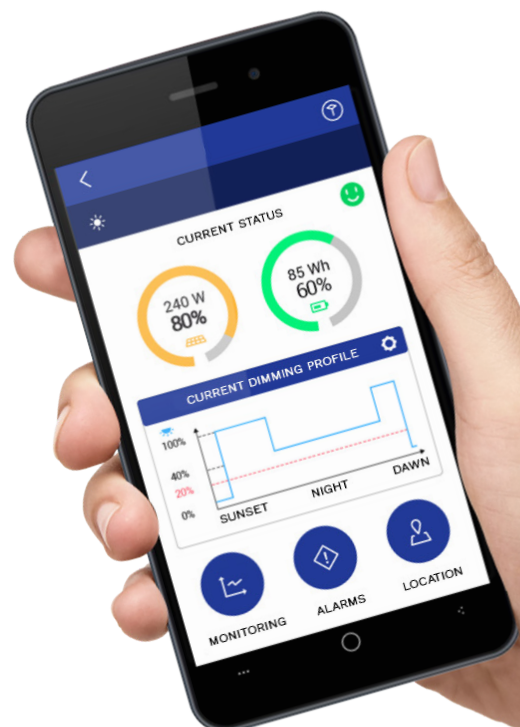 CURRENT STATUS
240 W
80%
85 Wh
60%
CURRENT DIMMING PROFILE
100%
40%
20%
0%
SUNSET
NIGHT
DAWN
MONITORING
ALARMS
LOCATION